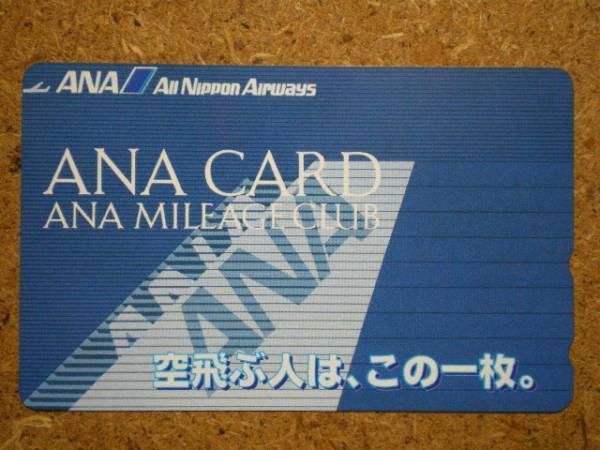 ANA All Nippon Airways
ANA CARD
ANA MILEAGE CLUB
ANA
ANA
空飛ぶ人は、この一枚。